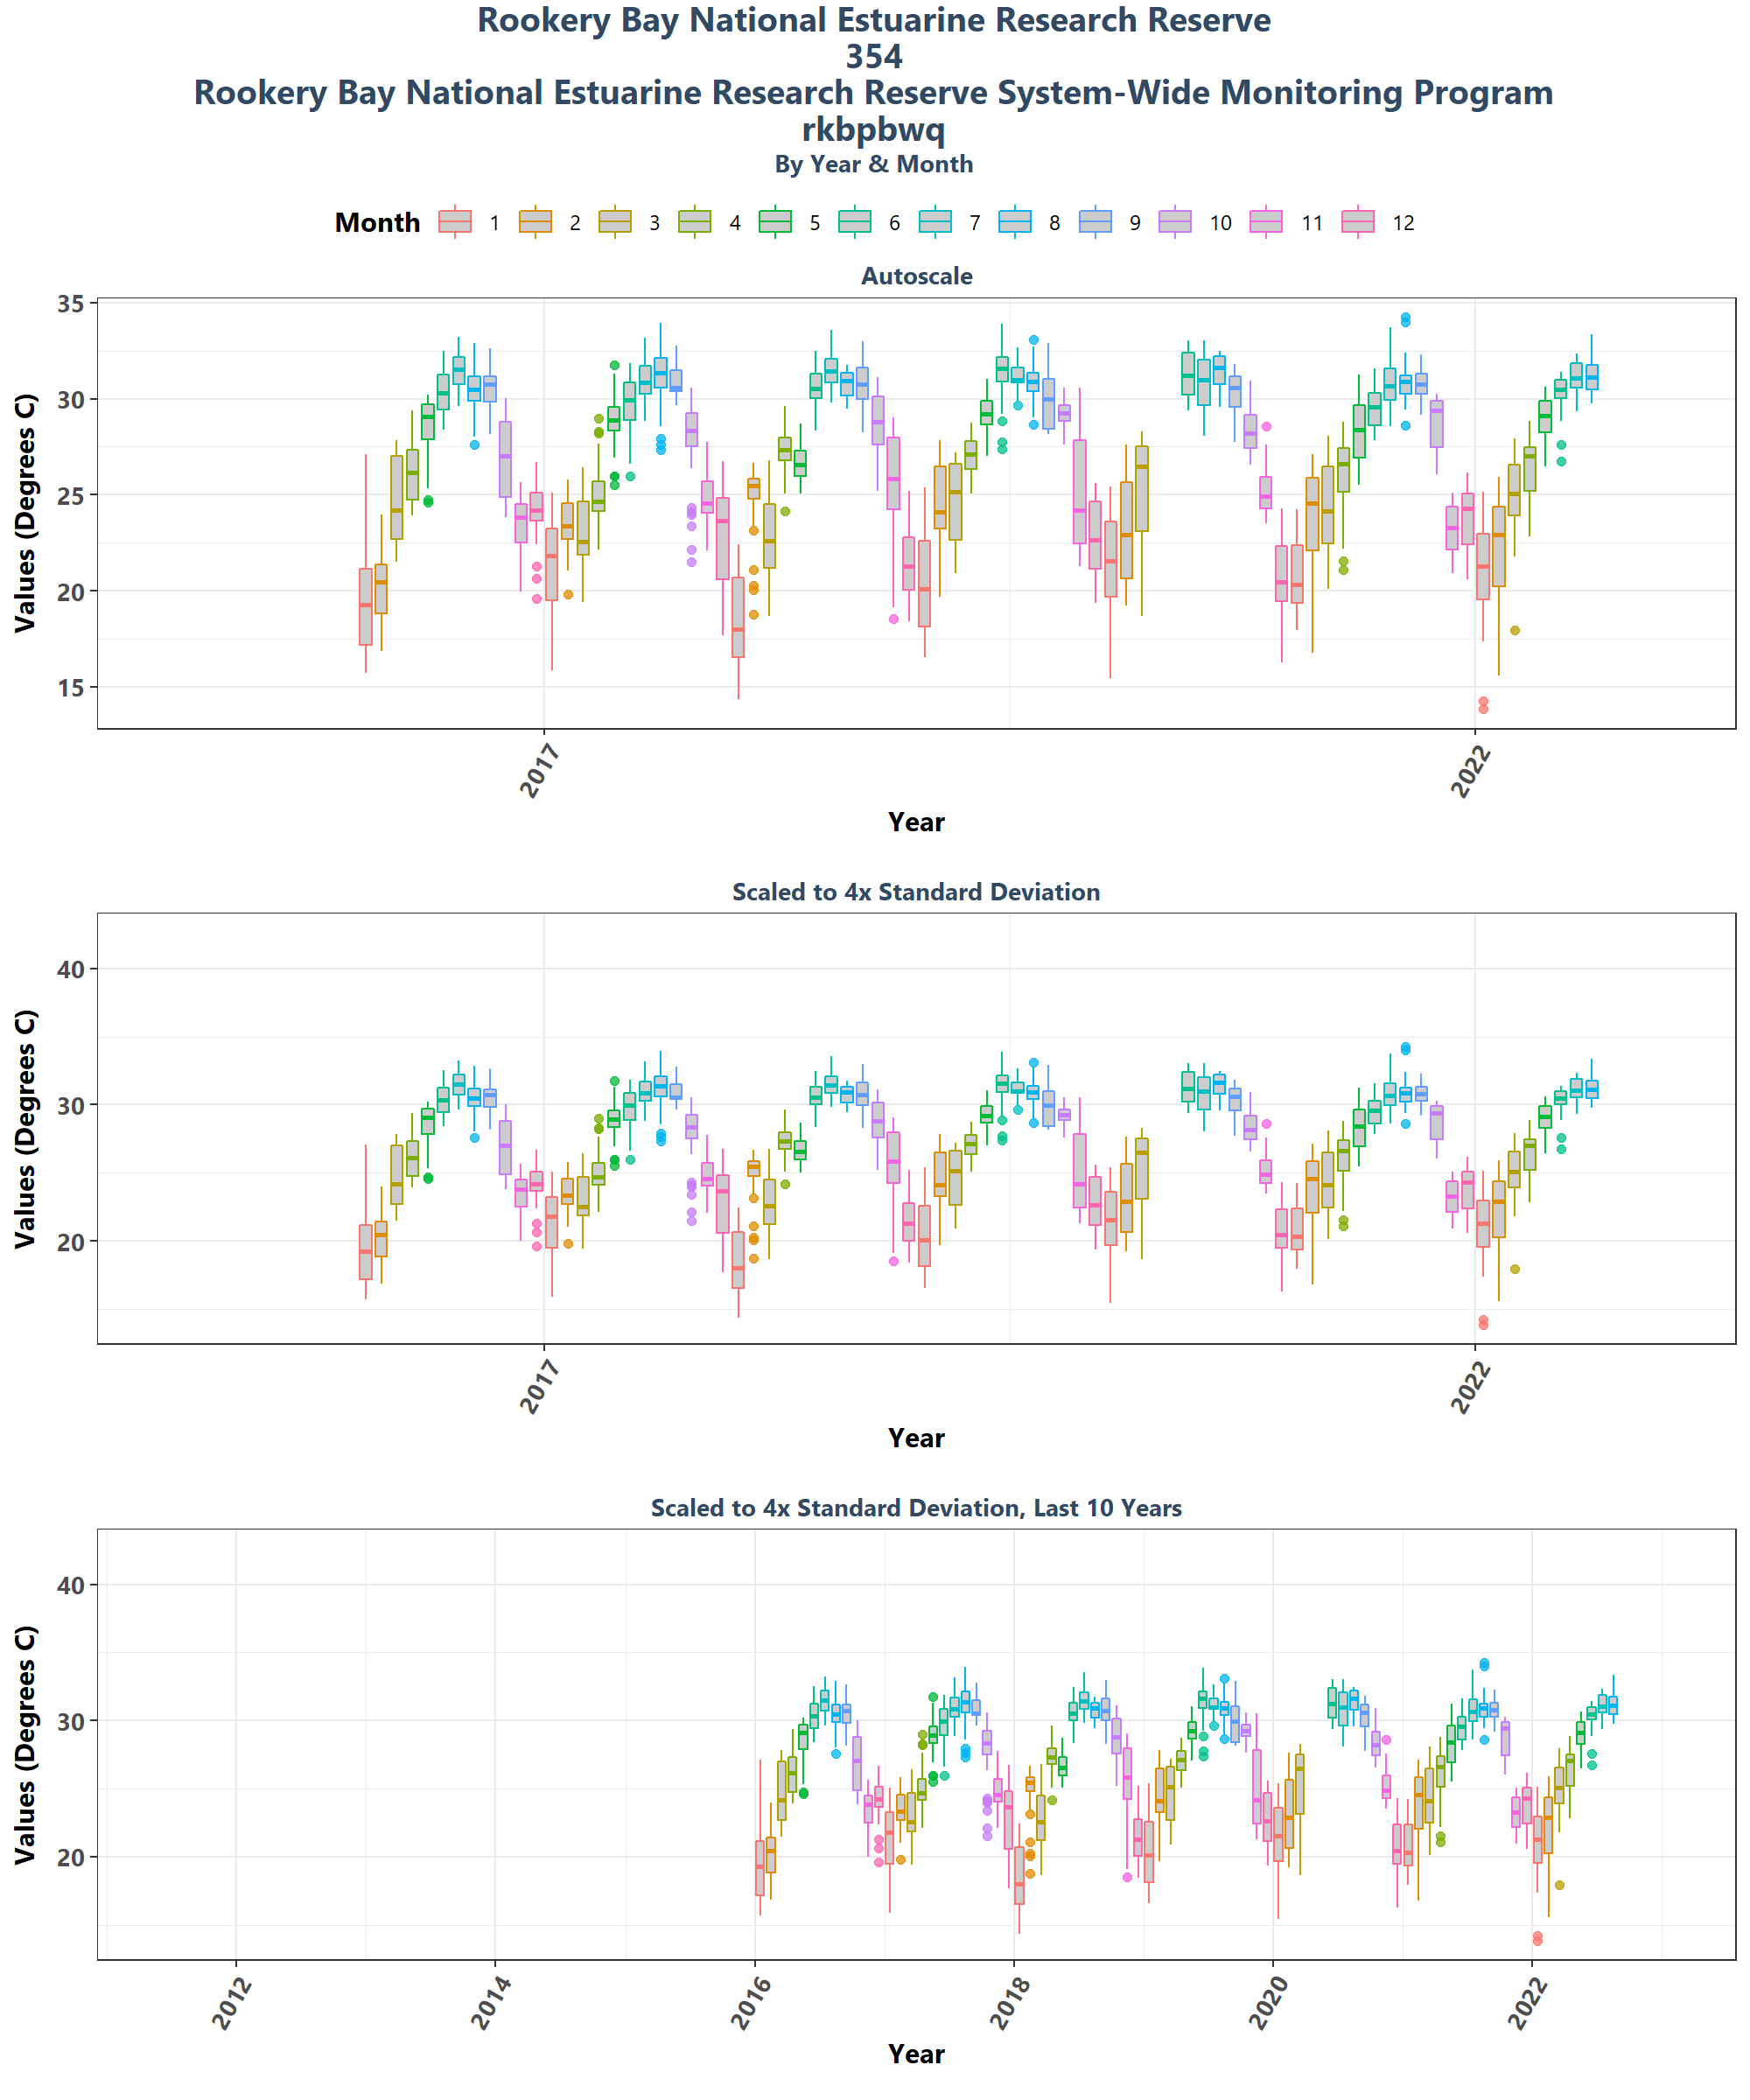 Rookery Bay National Estuarine Research Reserve
354
Rookery Bay National Estuarine Research Reserve System-Wide Monitoring Program
rkbpbwq
By Year & Month
Month 1 2 3 4 5 6 7 8 9 10 11 12
Autoscale
Values (Degrees C)
35
30
25
20
15
2017 2022
Year
Scaled to 4x Standard Deviation
Values (Degrees C)
40
30
20
2017 2022
Year
Scaled to 4x Standard Deviation, Last 10 Years
Values (Degrees C)
40
30
20
2012 2014 2016 2018 2020 2022
Year